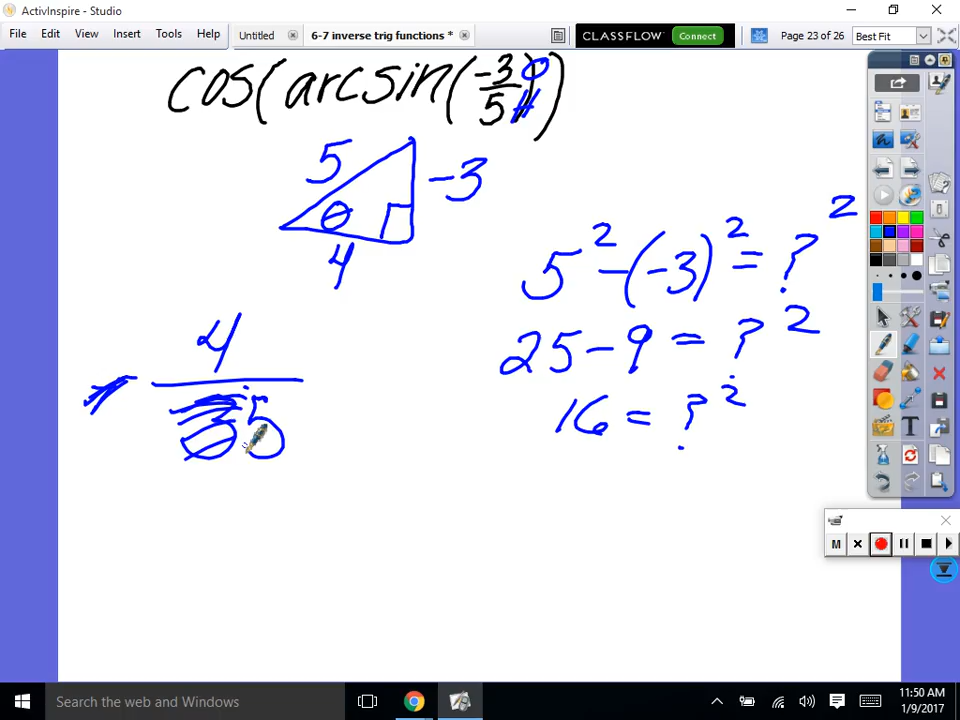 ActivInspire - Studio
File Edit View Insert Tools Help Untitled 6-7 inverse trig functions * CLASSFLOW Connect Page 23 of 26 Best Fit
cos(arcsin(-3/5)) O H
5 -3
θ
4
5² - (-3)² = ?²
25 - 9 = ?²
16 = ?²
4
5
M
Search the web and Windows
11:50 AM
1/9/2017